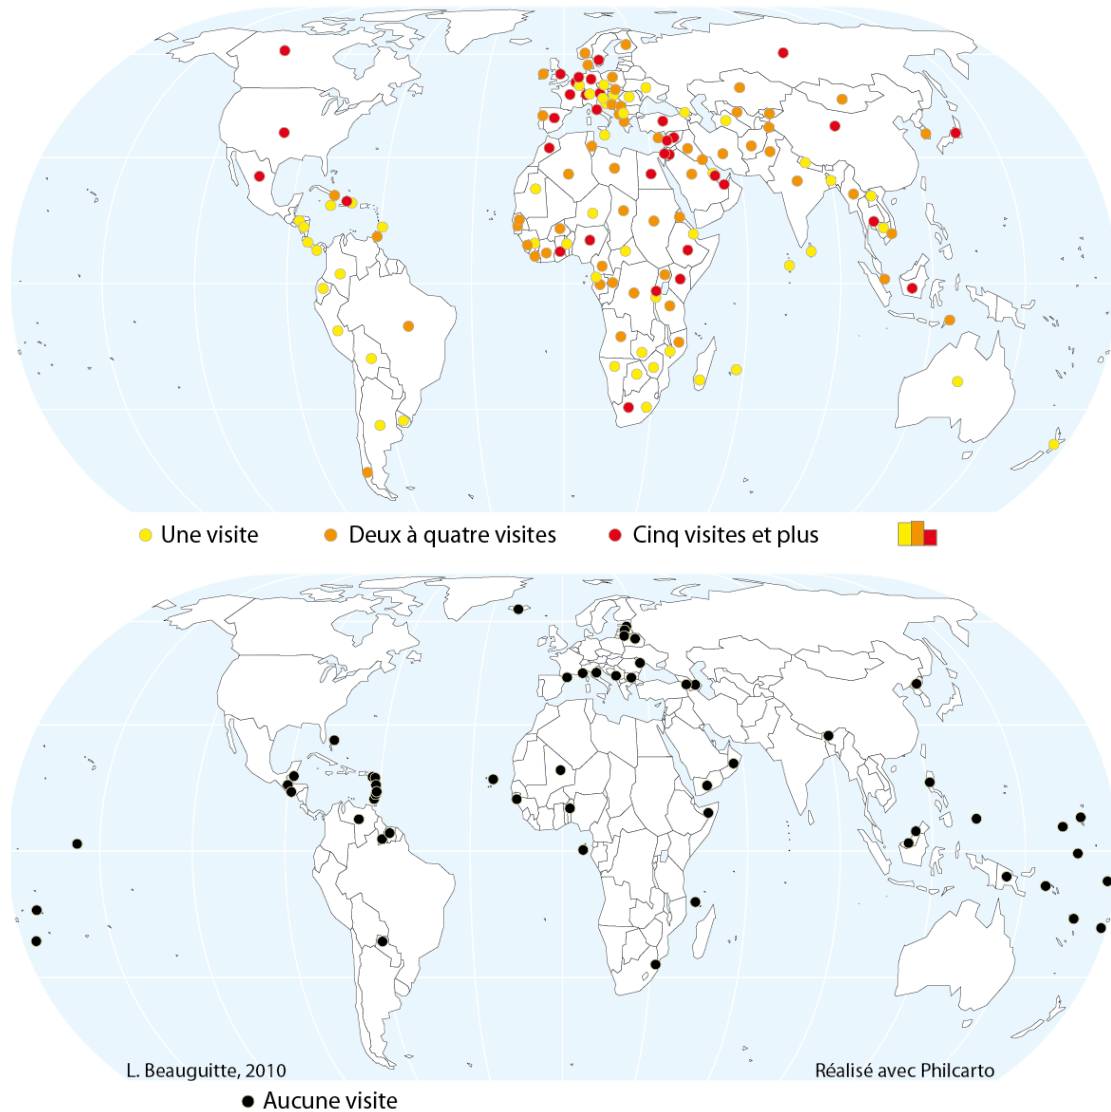 Une visite
Deux à quatre visites
Cinq visites et plus
L. Beauguitte, 2010
Réalisé avec Philcarto
Aucune visite